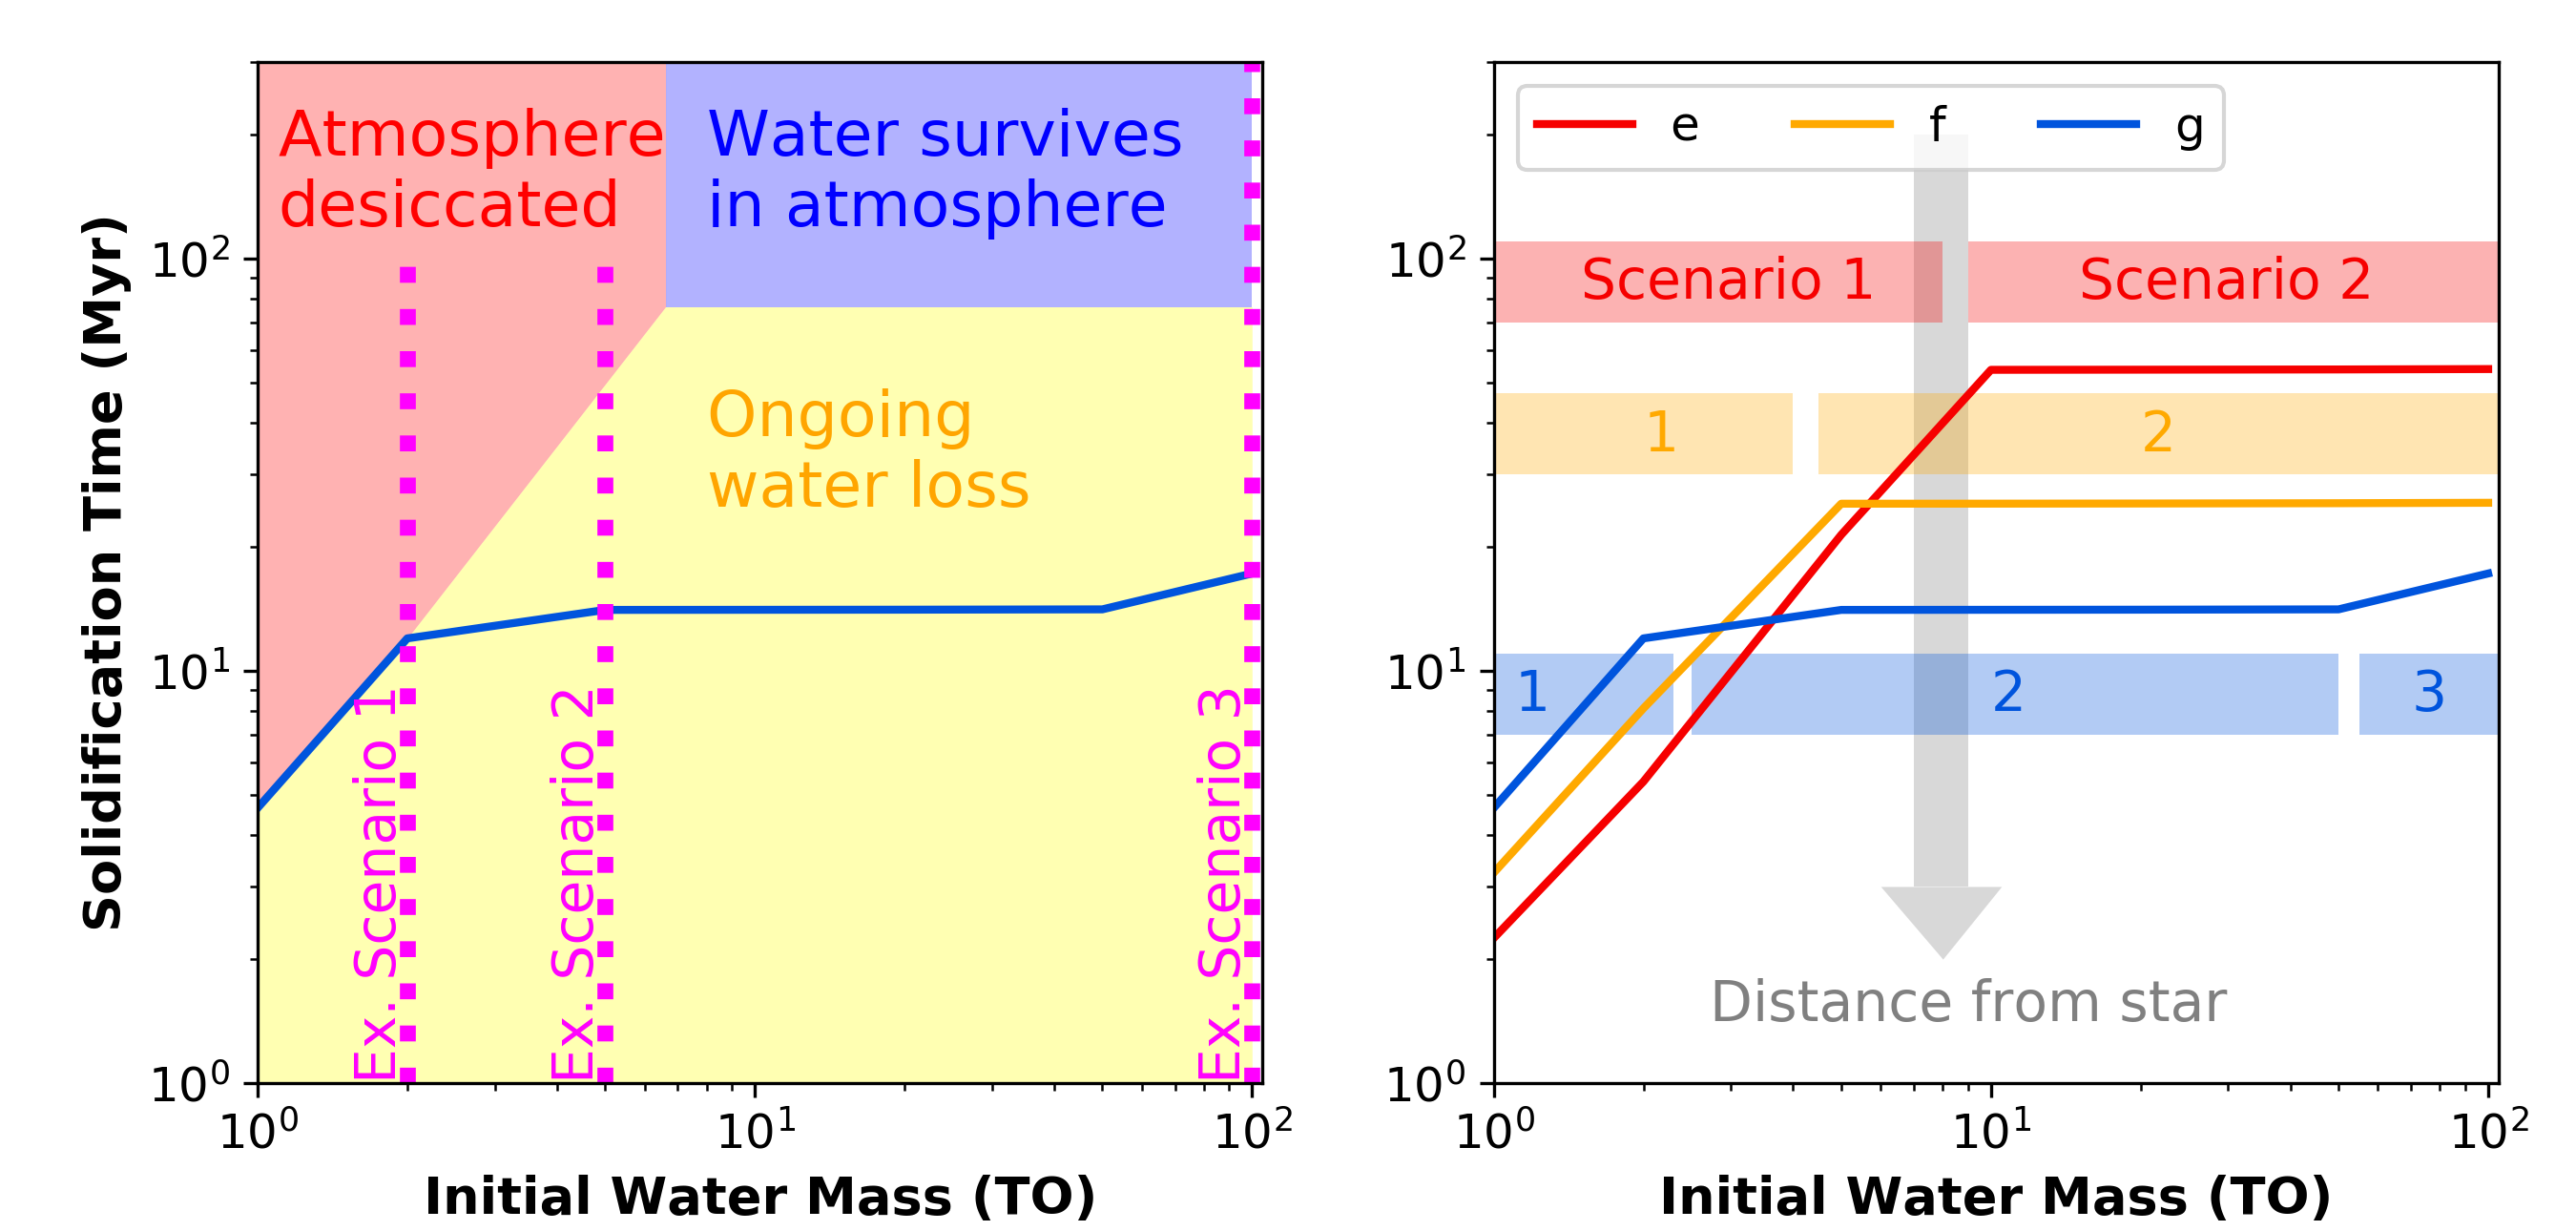 Solidification Time (Myr)
10²
10¹
10⁰
Atmosphere
desiccated
Water survives
in atmosphere
Ongoing
water loss
Ex. Scenario 1
Ex. Scenario 2
Ex. Scenario 3
10⁰ 10¹ 10²
Initial Water Mass (TO)
e f g
10²
10¹
10⁰
Scenario 1 Scenario 2
1 2
1 2 3
Distance from star
10⁰ 10¹ 10²
Initial Water Mass (TO)